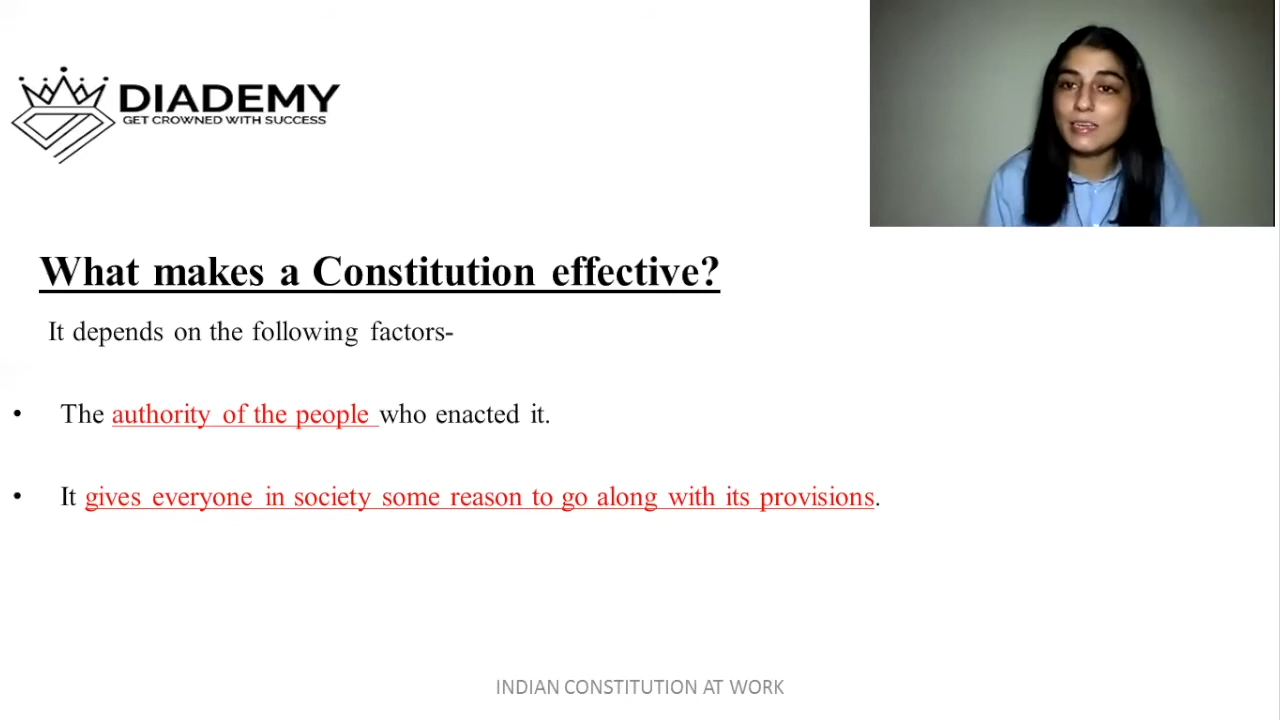 DIADEMY
GET CROWNED WITH SUCCESS
What makes a Constitution effective?
It depends on the following factors-
• The authority of the people who enacted it.
• It gives everyone in society some reason to go along with its provisions.
INDIAN CONSTITUTION AT WORK